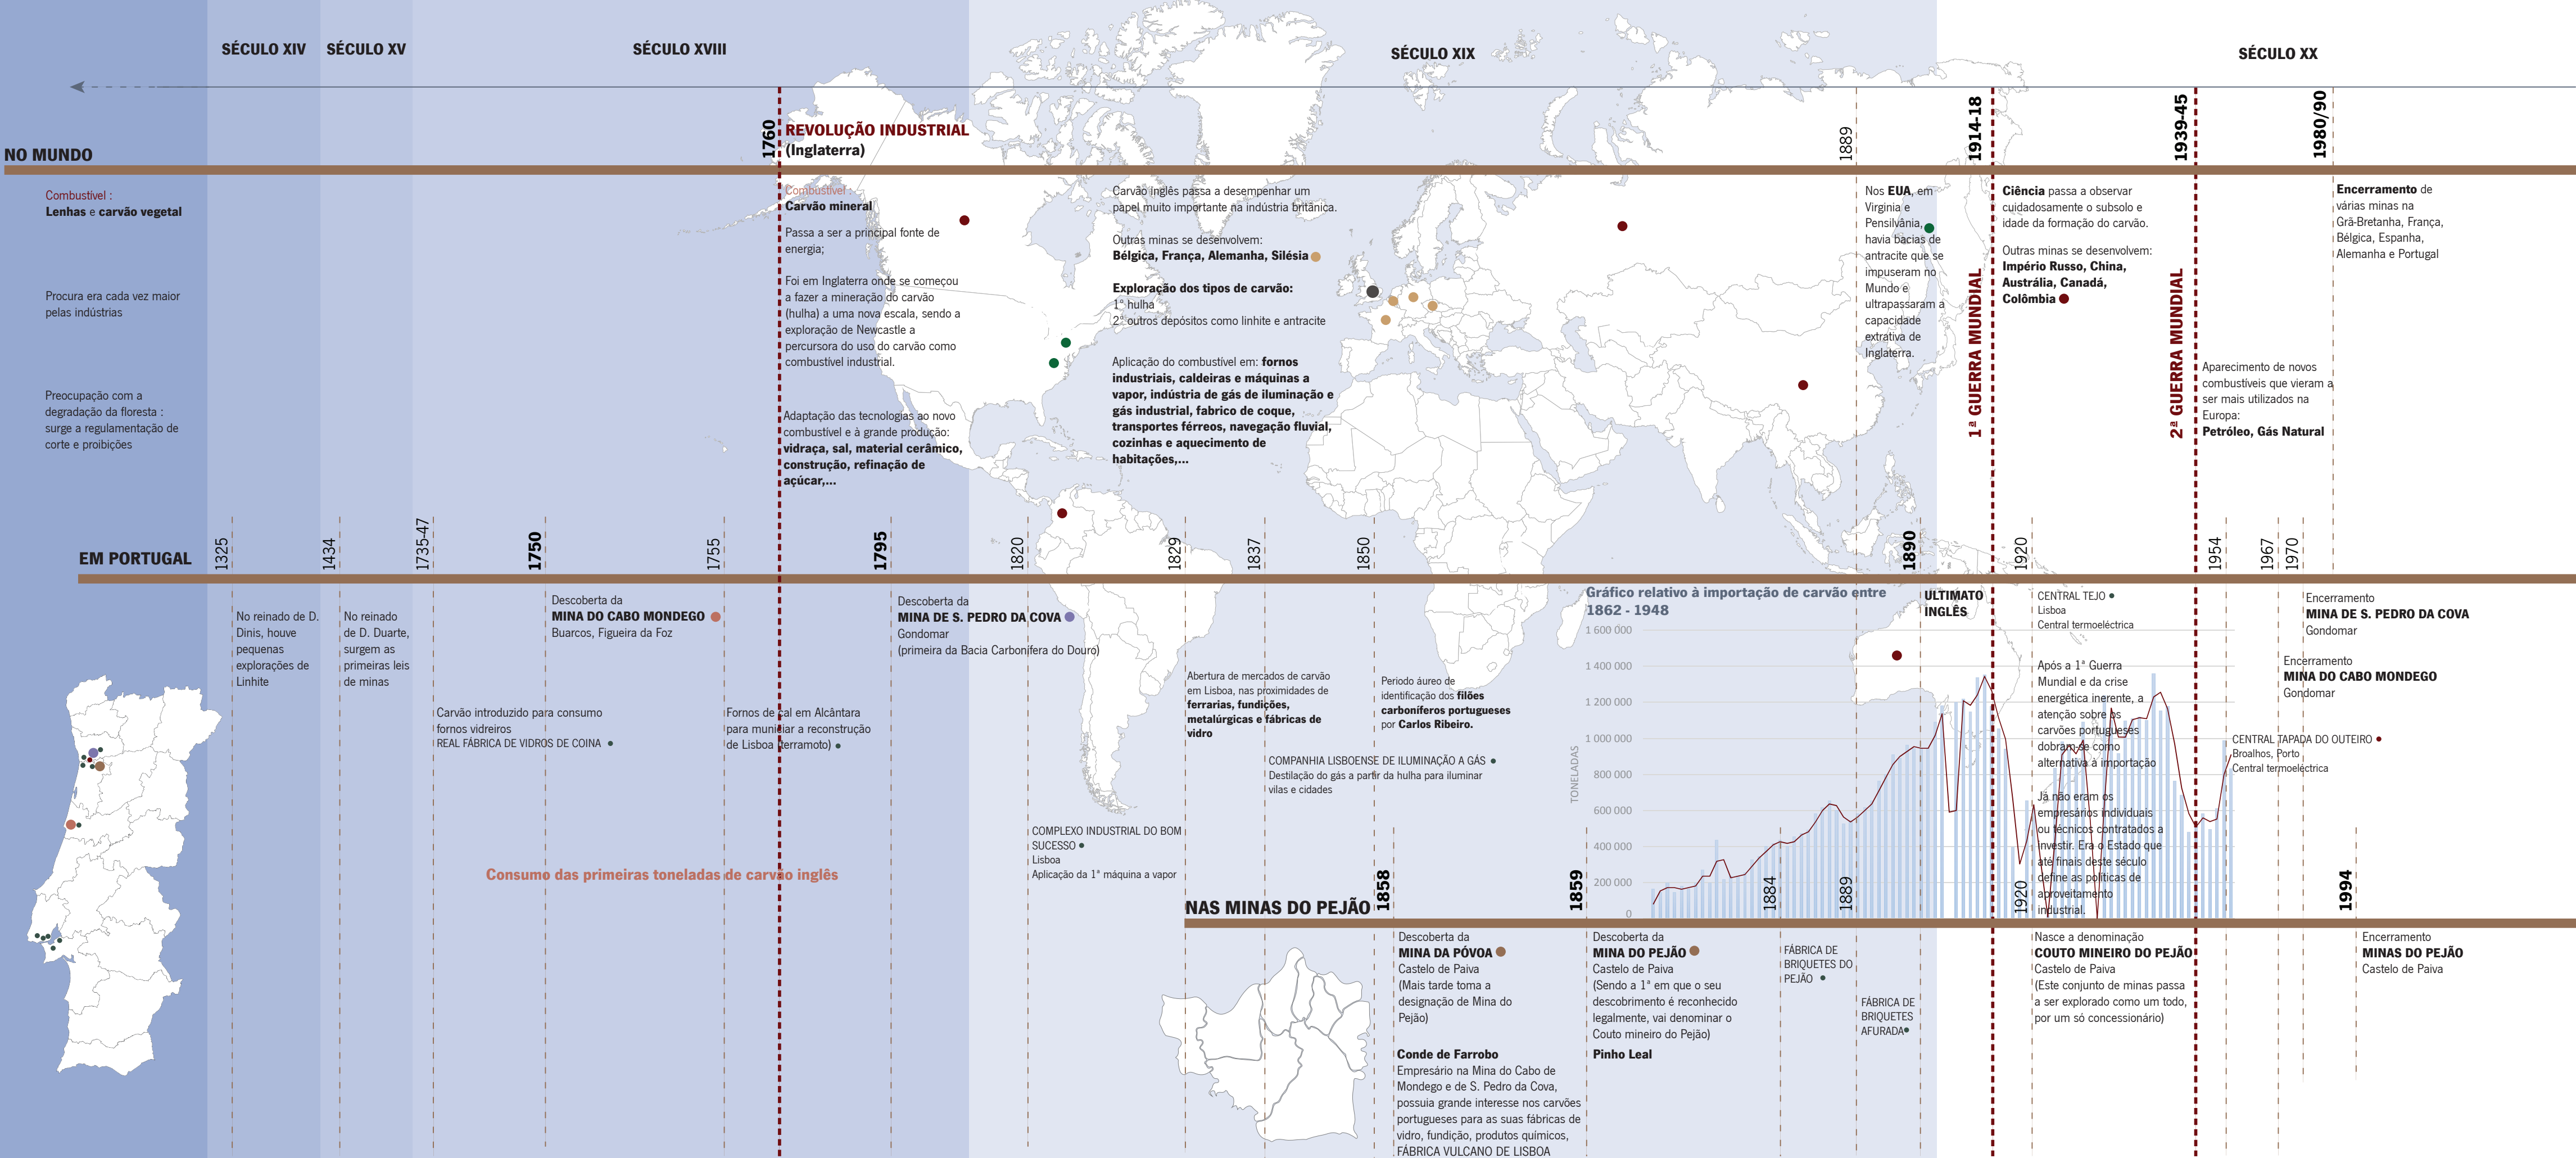 SÉCULO XIV
SÉCULO XV
SÉCULO XVIII
SÉCULO XIX
SÉCULO XX
NO MUNDO
1760
REVOLUÇÃO INDUSTRIAL
(Inglaterra)
1889
1914-18
1939-45
1980/90
Combustível :
Lenhas e carvão vegetal
Procura era cada vez maior
pelas indústrias
Preocupação com a
degradação da floresta :
surge a regulamentação de
corte e proibições
Combustível :
Carvão mineral
Passa a ser a principal fonte de
energia;
Foi em Inglaterra onde se começou
a fazer a mineração do carvão
(hulha) a uma nova escala, sendo a
exploração de Newcastle a
percursora do uso do carvão como
combustível industrial.
Adaptação das tecnologias ao novo
combustível e à grande produção:
vidraça, sal, material cerâmico,
construção, refinação de
açúcar,...
Carvão inglês passa a desempenhar um
papel muito importante na indústria britânica.
Outras minas se desenvolvem:
Bélgica, França, Alemanha, Silésia
Exploração dos tipos de carvão:
1º hulha
2º outros depósitos como linhite e antracite
Aplicação do combustível em: fornos
industriais, caldeiras e máquinas a
vapor, indústria de gás de iluminação e
gás industrial, fabrico de coque,
transportes férreos, navegação fluvial,
cozinhas e aquecimento de
habitações,...
Nos EUA, em
Virginia e
Pensilvânia,
havia bacias de
antracite que se
impuseram no
Mundo e
ultrapassaram a
capacidade
extrativa de
Inglaterra.
1ª GUERRA MUNDIAL
Ciência passa a observar
cuidadosamente o subsolo e
idade da formação do carvão.
Outras minas se desenvolvem:
Império Russo, China,
Austrália, Canadá,
Colômbia
2ª GUERRA MUNDIAL
Aparecimento de novos
combustíveis que vieram a
ser mais utilizados na
Europa:
Petróleo, Gás Natural
Encerramento de
várias minas na
Grã-Bretanha, França,
Bélgica, Espanha,
Alemanha e Portugal
EM PORTUGAL
1325
1434
1735-47
1750
1755
1795
1820
1829
1837
1850
1890
1920
1954
1967
1970
No reinado de D.
Dinis, houve
pequenas
explorações de
Linhite
No reinado
de D. Duarte,
surgem as
primeiras leis
de minas
Carvão introduzido para consumo
fornos vidreiros
REAL FÁBRICA DE VIDROS DE COINA
Descoberta da
MINA DO CABO MONDEGO
Buarcos, Figueira da Foz
Fornos de cal em Alcântara
para municiar a reconstrução
de Lisboa (terramoto)
Consumo das primeiras toneladas de carvão inglês
Descoberta da
MINA DE S. PEDRO DA COVA
Gondomar
(primeira da Bacia Carbonífera do Douro)
COMPLEXO INDUSTRIAL DO BOM
SUCESSO
Lisboa
Aplicação da 1ª máquina a vapor
Abertura de mercados de carvão
em Lisboa, nas proximidades de
ferrarias, fundições,
metalúrgicas e fábricas de
vidro
COMPANHIA LISBOENSE DE ILUMINAÇÃO A GÁS
Destilação do gás a partir da hulha para iluminar
vilas e cidades
Periodo áureo de
identificação dos filões
carboníferos portugueses
por Carlos Ribeiro.
Gráfico relativo à importação de carvão entre
1862 - 1948
TONELADAS
1 600 000
1 400 000
1 200 000
1 000 000
800 000
600 000
400 000
200 000
0
ULTIMATO
INGLÊS
CENTRAL TEJO
Lisboa
Central termoeléctrica
Após a 1ª Guerra
Mundial e da crise
energética inerente, a
atenção sobre os
carvões portugueses
dobram-se como
alternativa à importação
Já não eram os
empresários individuais
ou técnicos contratados a
investir. Era o Estado que
até finais deste século
define as políticas de
aproveitamento
industrial.
CENTRAL TAPADA DO OUTEIRO
Broalhos, Porto
Central termoeléctrica
Encerramento
MINA DE S. PEDRO DA COVA
Gondomar
Encerramento
MINA DO CABO MONDEGO
Gondomar
NAS MINAS DO PEJÃO
1858
1859
1884
1889
1920
1994
Descoberta da
MINA DA PÓVOA
Castelo de Paiva
(Mais tarde toma a
designação de Mina do
Pejão)
Conde de Farrobo
Empresário na Mina do Cabo de
Mondego e de S. Pedro da Cova,
possuia grande interesse nos carvões
portugueses para as suas fábricas de
vidro, fundição, produtos químicos,
FÁBRICA VULCANO DE LISBOA
Descoberta da
MINA DO PEJÃO
Castelo de Paiva
(Sendo a 1ª em que o seu
descobrimento é reconhecido
legalmente, vai denominar o
Couto mineiro do Pejão)
Pinho Leal
FÁBRICA DE
BRIQUETES DO
PEJÃO
FÁBRICA DE
BRIQUETES
AFURADA
Nasce a denominação
COUTO MINEIRO DO PEJÃO
Castelo de Paiva
(Este conjunto de minas passa
a ser explorado como um todo,
por um só concessionário)
Encerramento
MINAS DO PEJÃO
Castelo de Paiva